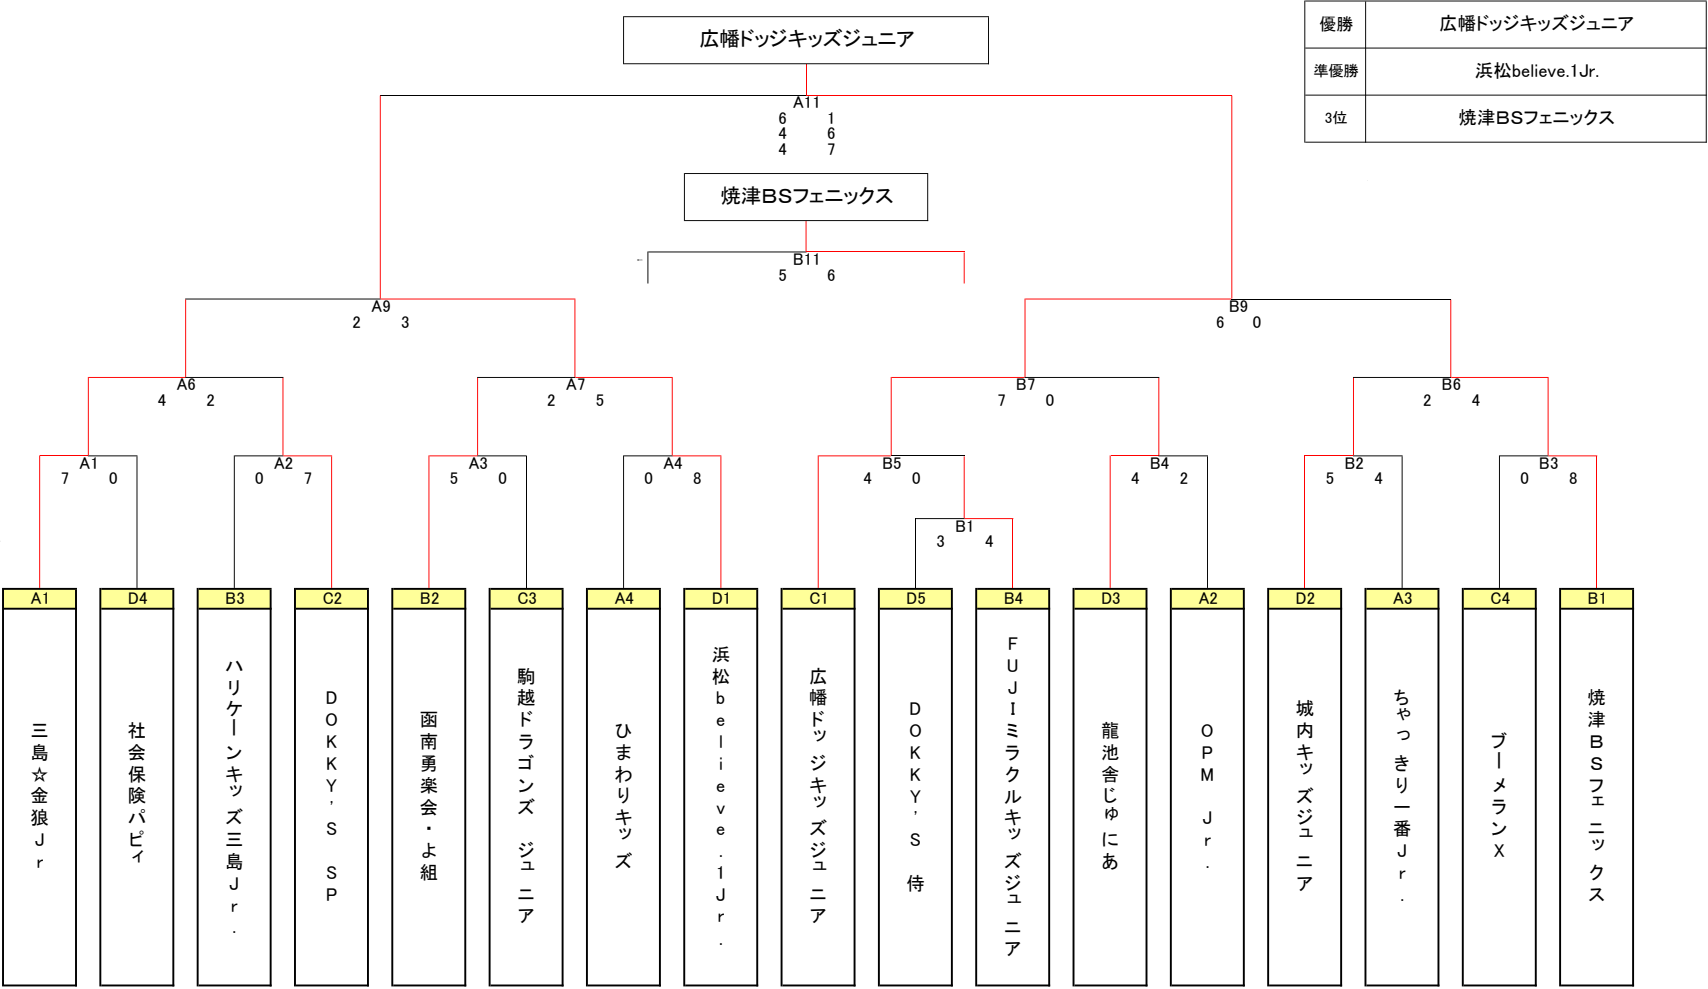 広幡ドッジキッズジュニア
優勝 広幡ドッジキッズジュニア
準優勝 浜松believe.1Jr.
3位 焼津BSフェニックス
A11
6 1
4 6
4 7
焼津BSフェニックス
B11
5 6
A9
2 3
B9
6 0
A6
4 2
A7
2 5
B7
7 0
B6
2 4
A1
7 0
A2
0 7
A3
5 0
A4
0 8
B5
4 0
B4
4 2
B2
5 4
B3
0 8
B1
3 4
A1 D4 B3 C2 B2 C3 A4 D1 C1 D5 B4 D3 A2 D2 A3 C4 B1
三島☆金狼Jr
社会保険パピィ
ハリケーンキッズ三島Jr.
DOKKY'S SP
函南勇楽会・よ組
駒越ドラゴンズ ジュニア
ひまわりキッズ
浜松believe.1Jr.
広幡ドッジキッズジュニア
DOKKY'S 侍
FUJIミラクルキッズジュニア
龍池舎じゅにあ
OPM Jr.
城内キッズジュニア
ちゃっきり一番Jr.
ブーメランX
焼津BSフェニックス